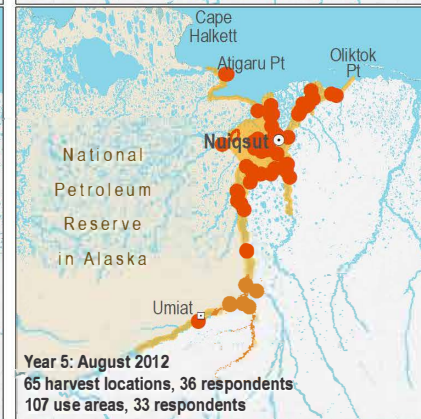 Cape
Halkett
Atigaru Pt
Oliktok
Pt
Nuiqsut
National
Petroleum
Reserve
in Alaska
Umiat
Year 5: August 2012
65 harvest locations, 36 respondents
107 use areas, 33 respondents